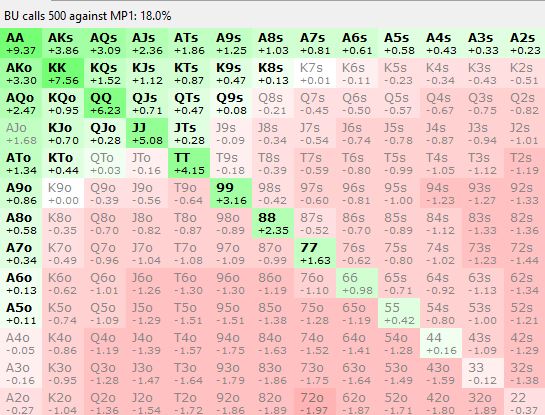 BU calls 500 against MP1: 18.0%
AA AKs AQs AJs ATs A9s A8s A7s A6s A5s A4s A3s A2s
+9.37 +3.86 +3.09 +2.36 +1.86 +1.25 +1.03 +0.81 +0.61 +0.58 +0.43 +0.33 +0.23
AKo KK KQs KJs KTs K9s K8s K7s K6s K5s K4s K3s K2s
+3.30 +7.56 +1.52 +1.12 +0.87 +0.47 +0.13 +0.01 -0.11 -0.23 -0.34 -0.43 -0.51
AQo KQo QQ QJs QTs Q9s Q8s Q7s Q6s Q5s Q4s Q3s Q2s
+2.47 +0.95 +6.23 +0.71 +0.47 +0.08 -0.21 -0.45 -0.50 -0.57 -0.67 -0.75 -0.82
AJo KJo QJo JJ JTs J9s J8s J7s J6s J5s J4s J3s J2s
+1.68 +0.70 +0.28 +5.08 +0.28 -0.09 -0.34 -0.54 -0.74 -0.78 -0.87 -0.94 -1.01
ATo KTo QTo JTo TT T9s T8s T7s T6s T5s T4s T3s T2s
+1.34 +0.44 +0.03 -0.16 +4.15 -0.18 -0.39 -0.59 -0.80 -0.99 -1.05 -1.12 -1.19
A9o K9o Q9o J9o T9o 99 98s 97s 96s 95s 94s 93s 92s
+0.86 +0.00 -0.39 -0.56 -0.64 +3.16 -0.42 -0.60 -0.81 -1.00 -1.23 -1.27 -1.33
A8o K8o Q8o J8o T8o 98o 88 87s 86s 85s 84s 83s 82s
+0.58 -0.35 -0.70 -0.82 -0.87 -0.89 +2.35 -0.52 -0.70 -0.89 -1.12 -1.33 -1.36
A7o K7o Q7o J7o T7o 97o 87o 77 76s 75s 74s 73s 72s
+0.34 -0.49 -0.96 -1.04 -1.08 -1.09 -0.99 +1.63 -0.62 -0.80 -1.02 -1.23 -1.44
A6o K6o Q6o J6o T6o 96o 86o 76o 66 65s 64s 63s 62s
+0.13 -0.62 -1.01 -1.26 -1.30 -1.30 -1.19 -1.10 +0.98 -0.71 -0.92 -1.13 -1.34
A5o K5o Q5o J5o T5o 95o 85o 75o 65o 55 54s 53s 52s
+0.11 -0.74 -1.09 -1.29 -1.51 -1.51 -1.38 -1.28 -1.19 +0.42 -0.80 -1.00 -1.21
A4o K4o Q4o J4o T4o 94o 84o 74o 64o 54o 44 43s 42s
-0.05 -0.86 -1.19 -1.39 -1.57 -1.75 -1.63 -1.52 -1.41 -1.28 +0.16 -1.09 -1.29
A3o K3o Q3o J3o T3o 93o 83o 73o 63o 53o 43o 33 32s
-0.16 -0.95 -1.28 -1.47 -1.64 -1.79 -1.86 -1.75 -1.64 -1.49 -1.59 -0.12 -1.38
A2o K2o Q2o J2o T2o 92o 82o 72o 62o 52o 42o 32o 22
-0.27 -1.04 -1.36 -1.54 -1.72 -1.86 -1.89 -1.97 -1.87 -1.71 -1.80 -1.89 -0.37